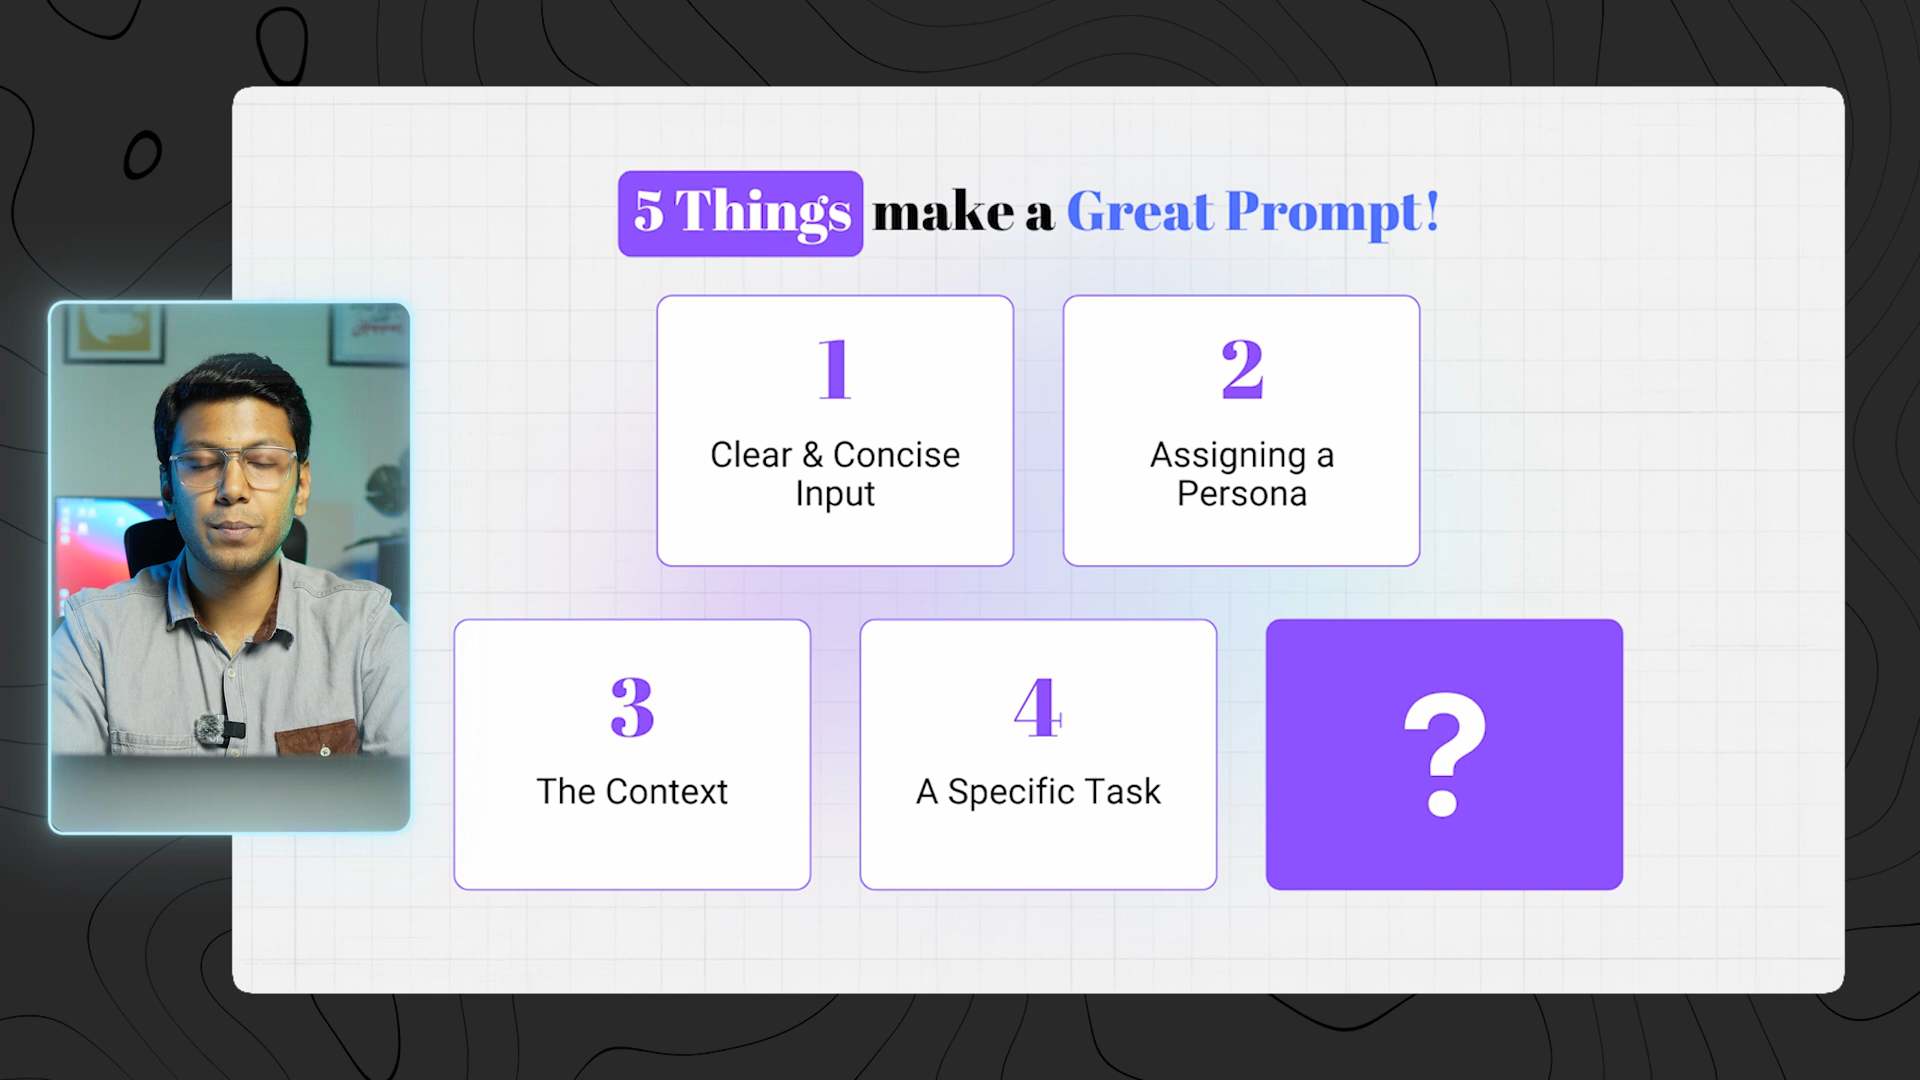 5 Things make a Great Prompt!
1
Clear & Concise
Input
2
Assigning a
Persona
3
The Context
4
A Specific Task
?